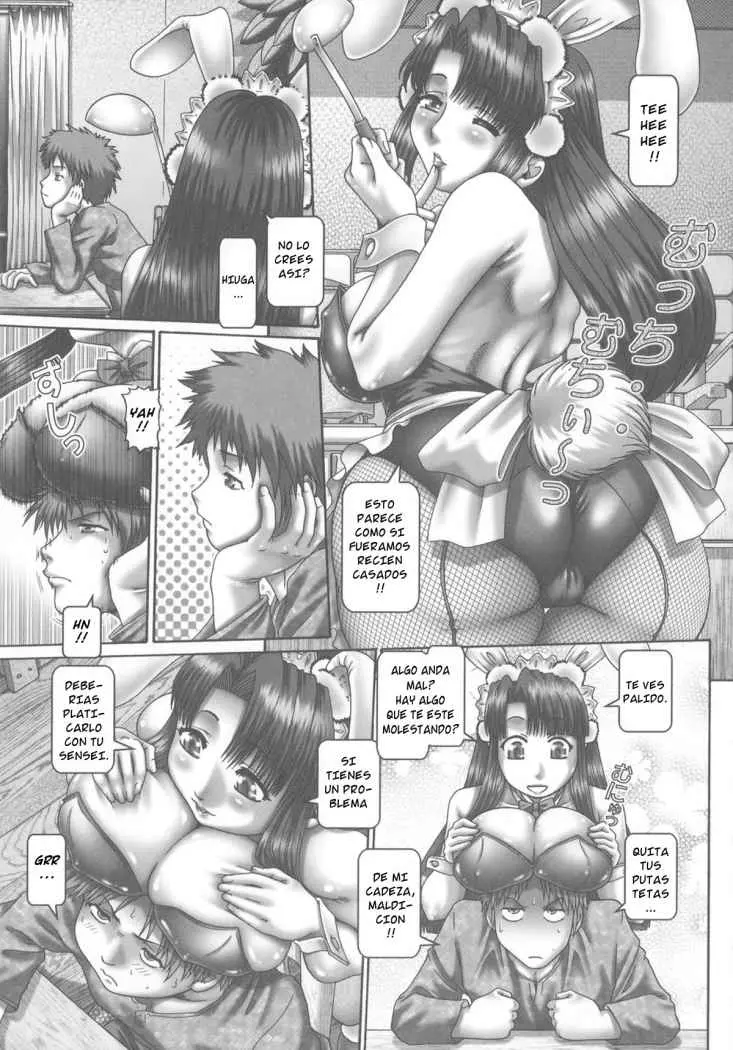 TEE
HEE
HEE
!!
むっち
むちぃ～っ
ESTO
PARECE
COMO SI
FUERAMOS
RECIEN
CASADOS
!!
NO LO
CREES
ASI?
HIUGA
...
YAH
!!
ずしっ
HN
!!
TE VES
PALIDO.
ALGO ANDA
MAL?
HAY ALGO
QUE TE ESTE
MOLESTANDO?
むにゅっ
QUITA
TUS
PUTAS
TETAS
...
DE MI
CADEZA,
MALDI-
CION
!!
SI
TIENES
UN PRO-
BLEMA
DEBE-
RIAS
PLATI-
CARLO
CON TU
SENSEI.
GRR
...